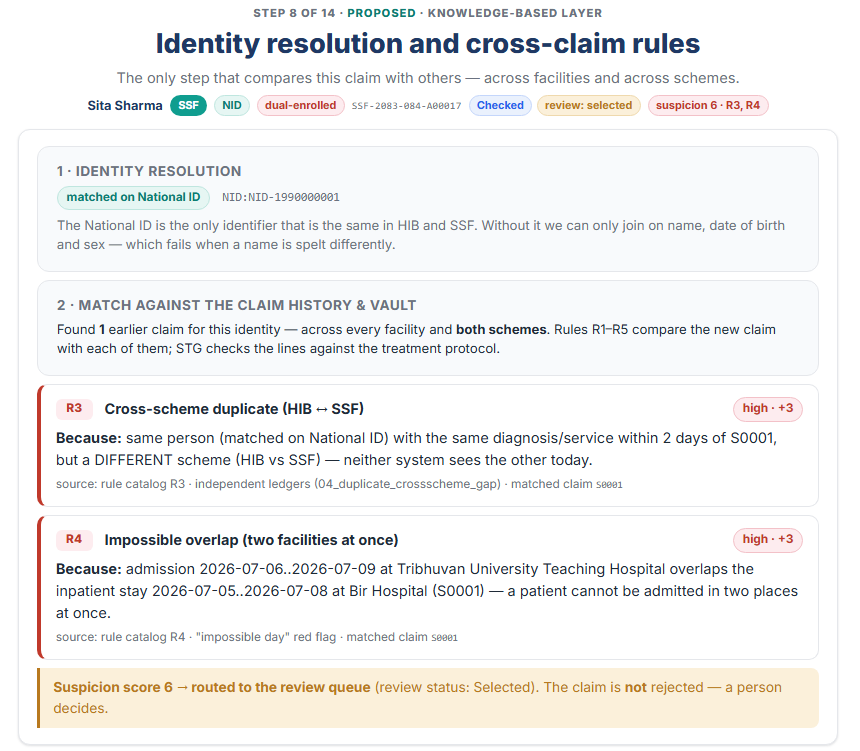 STEP 8 OF 14 · PROPOSED · KNOWLEDGE-BASED LAYER
Identity resolution and cross-claim rules
The only step that compares this claim with others — across facilities and across schemes.
Sita Sharma SSF NID dual-enrolled SSF-2083-084-A00017 Checked review: selected suspicion 6 · R3, R4
1 · IDENTITY RESOLUTION
matched on National ID NID:NID-1990000001
The National ID is the only identifier that is the same in HIB and SSF. Without it we can only join on name, date of birth
and sex — which fails when a name is spelt differently.
2 · MATCH AGAINST THE CLAIM HISTORY & VAULT
Found 1 earlier claim for this identity — across every facility and both schemes. Rules R1–R5 compare the new claim
with each of them; STG checks the lines against the treatment protocol.
R3 Cross-scheme duplicate (HIB ↔ SSF) high · +3
Because: same person (matched on National ID) with the same diagnosis/service within 2 days of S0001,
but a DIFFERENT scheme (HIB vs SSF) — neither system sees the other today.
source: rule catalog R3 · independent ledgers (04_duplicate_crossscheme_gap) · matched claim S0001
R4 Impossible overlap (two facilities at once) high · +3
Because: admission 2026-07-06..2026-07-09 at Tribhuvan University Teaching Hospital overlaps the
inpatient stay 2026-07-05..2026-07-08 at Bir Hospital (S0001) — a patient cannot be admitted in two places
at once.
source: rule catalog R4 · "impossible day" red flag · matched claim S0001
Suspicion score 6 → routed to the review queue (review status: Selected). The claim is not rejected — a person
decides.